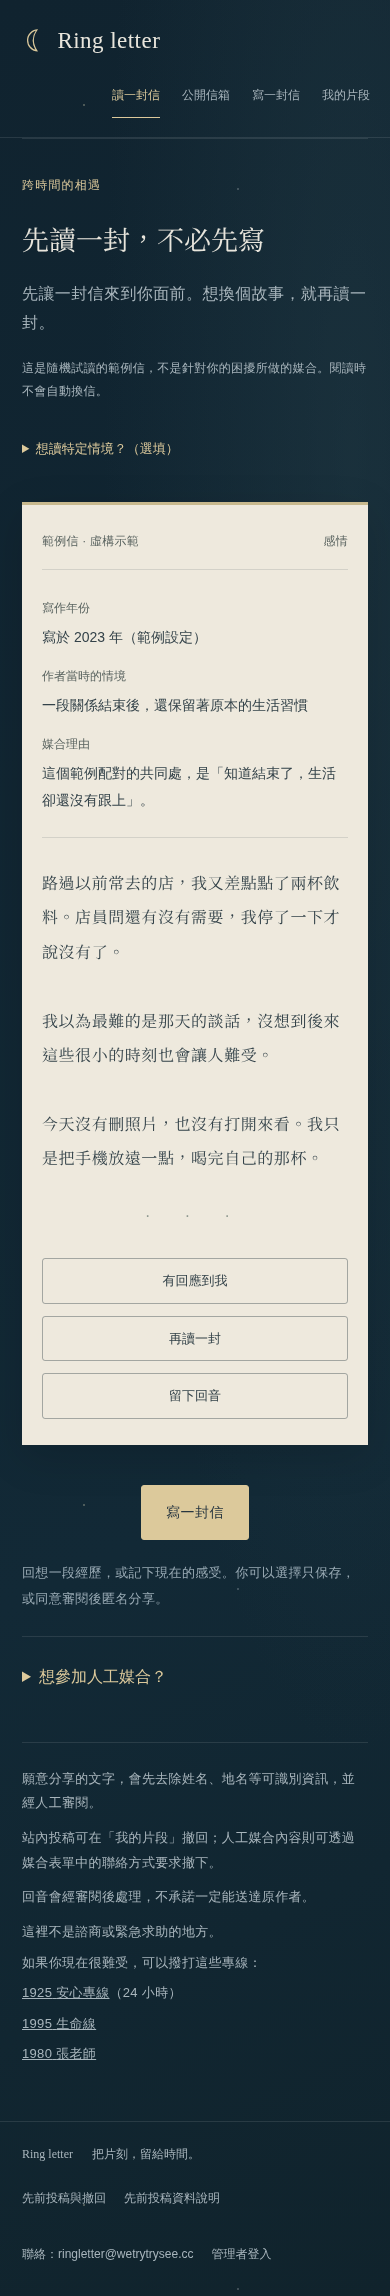 Ring letter
讀一封信 公開信箱 寫一封信 我的片段
跨時間的相遇
先讀一封，不必先寫
先讓一封信來到你面前。想換個故事，就再讀一
封。
這是隨機試讀的範例信，不是針對你的困擾所做的媒合。閱讀時
不會自動換信。
想讀特定情境？（選填）
範例信 · 虛構示範 感情
寫作年份
寫於 2023 年（範例設定）
作者當時的情境
一段關係結束後，還保留著原本的生活習慣
媒合理由
這個範例配對的共同處，是「知道結束了，生活
卻還沒有跟上」。
路過以前常去的店，我又差點點了兩杯飲
料。店員問還有沒有需要，我停了一下才
說沒有了。
我以為最難的是那天的談話，沒想到後來
這些很小的時刻也會讓人難受。
今天沒有刪照片，也沒有打開來看。我只
是把手機放遠一點，喝完自己的那杯。
· · ·
有回應到我
再讀一封
留下回音
寫一封信
回想一段經歷，或記下現在的感受。你可以選擇只保存，
或同意審閱後匿名分享。
想參加人工媒合？
願意分享的文字，會先去除姓名、地名等可識別資訊，並
經人工審閱。
站內投稿可在「我的片段」撤回；人工媒合內容則可透過
媒合表單中的聯絡方式要求撤下。
回音會經審閱後處理，不承諾一定能送達原作者。
這裡不是諮商或緊急求助的地方。
如果你現在很難受，可以撥打這些專線：
1925 安心專線（24 小時）
1995 生命線
1980 張老師
Ring letter 把片刻，留給時間。
先前投稿與撤回 先前投稿資料說明
聯絡：ringletter@wetrytrysee.cc 管理者登入